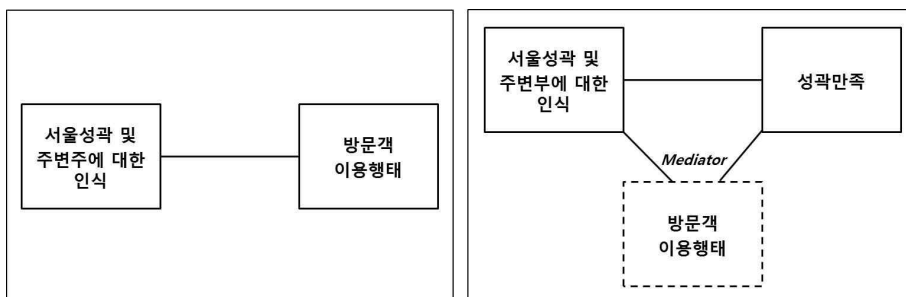 서울성곽 및
주변주에 대한
인식
방문객
이용행태
서울성곽 및
주변부에 대한
인식
성곽만족
Mediator
방문객
이용행태